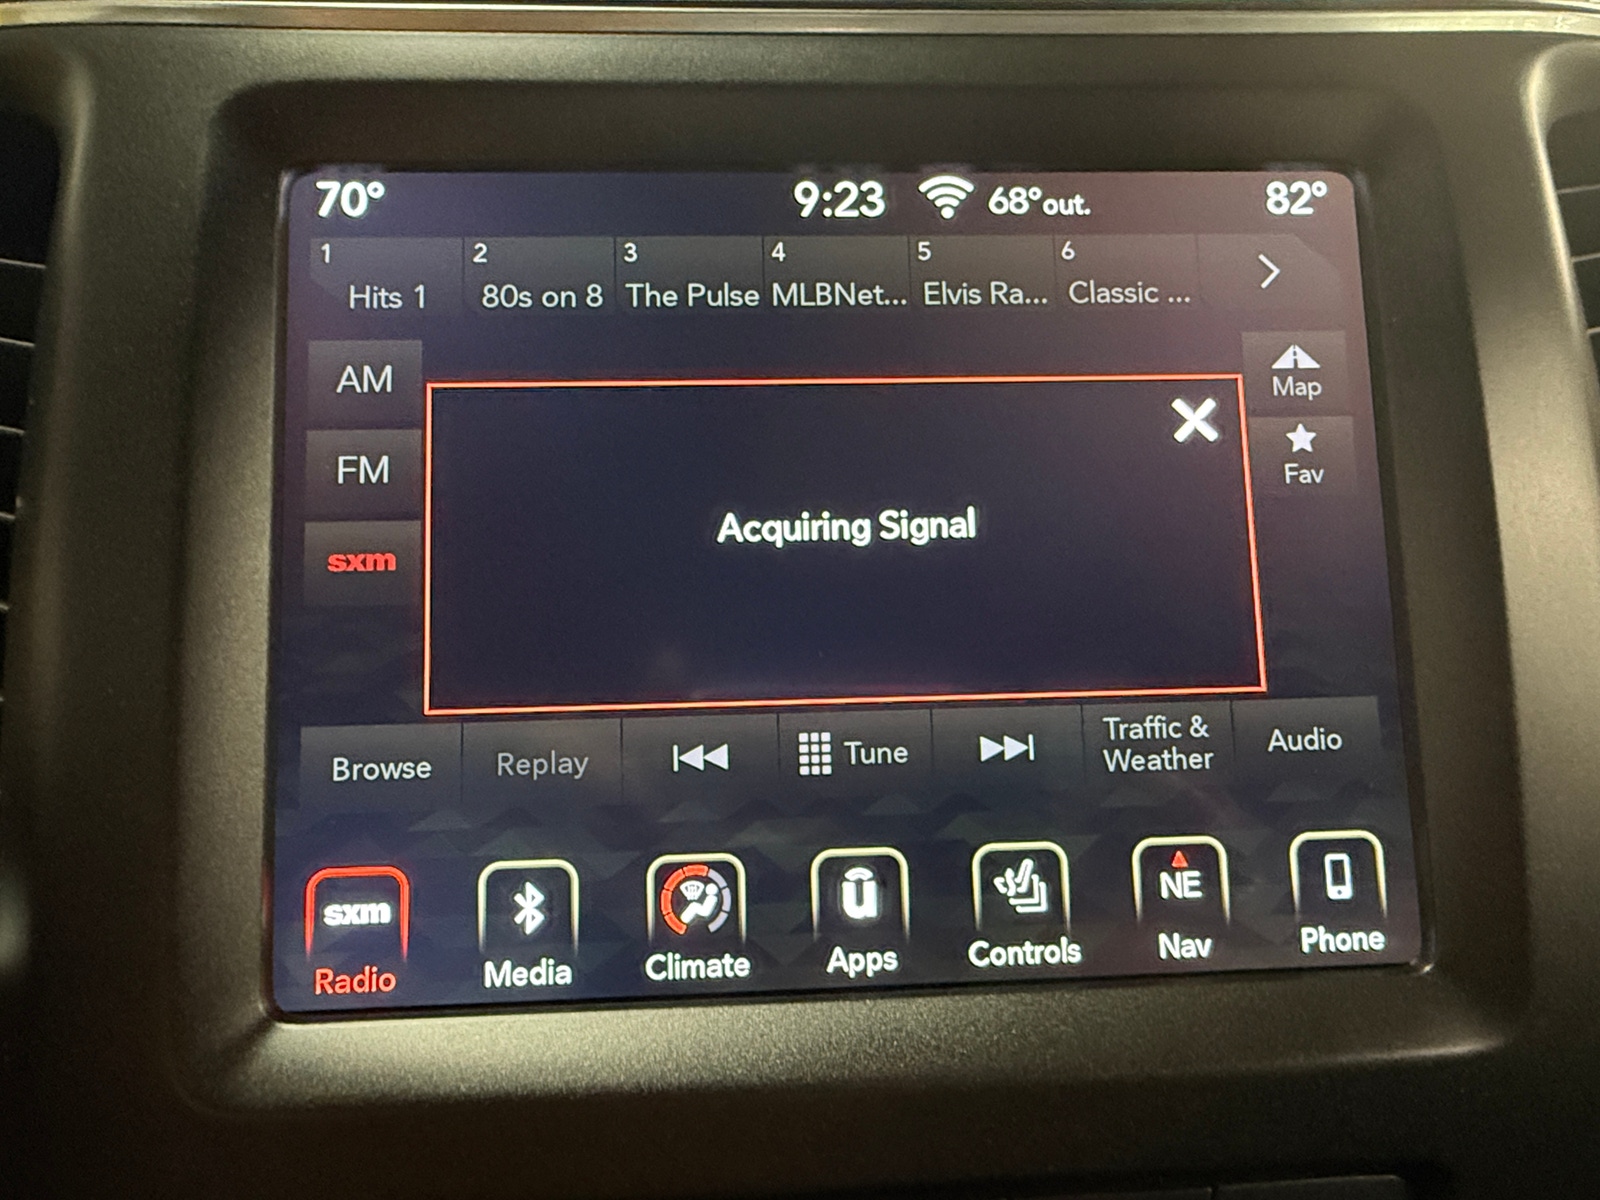 70° 9:23 68°out. 82°
1 2 3 4 5 6
Hits 1 80s on 8 The Pulse MLBNet... Elvis Ra... Classic ...
AM
Map
FM
Fav
Acquiring Signal
sxm
Browse Replay Tune Traffic & Weather Audio
sxm u NE
Radio Media Climate Apps Controls Nav Phone